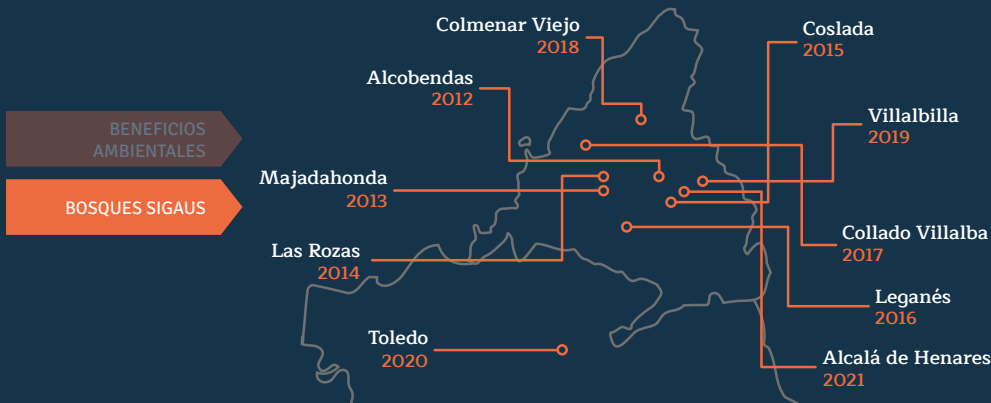 Colmenar Viejo
2018
Coslada
2015
Alcobendas
2012
Villalbilla
2019
BENEFICIOS
AMBIENTALES
BOSQUES SIGAUS
Majadahonda
2013
Collado Villalba
2017
Las Rozas
2014
Leganés
2016
Toledo
2020
Alcalá de Henares
2021